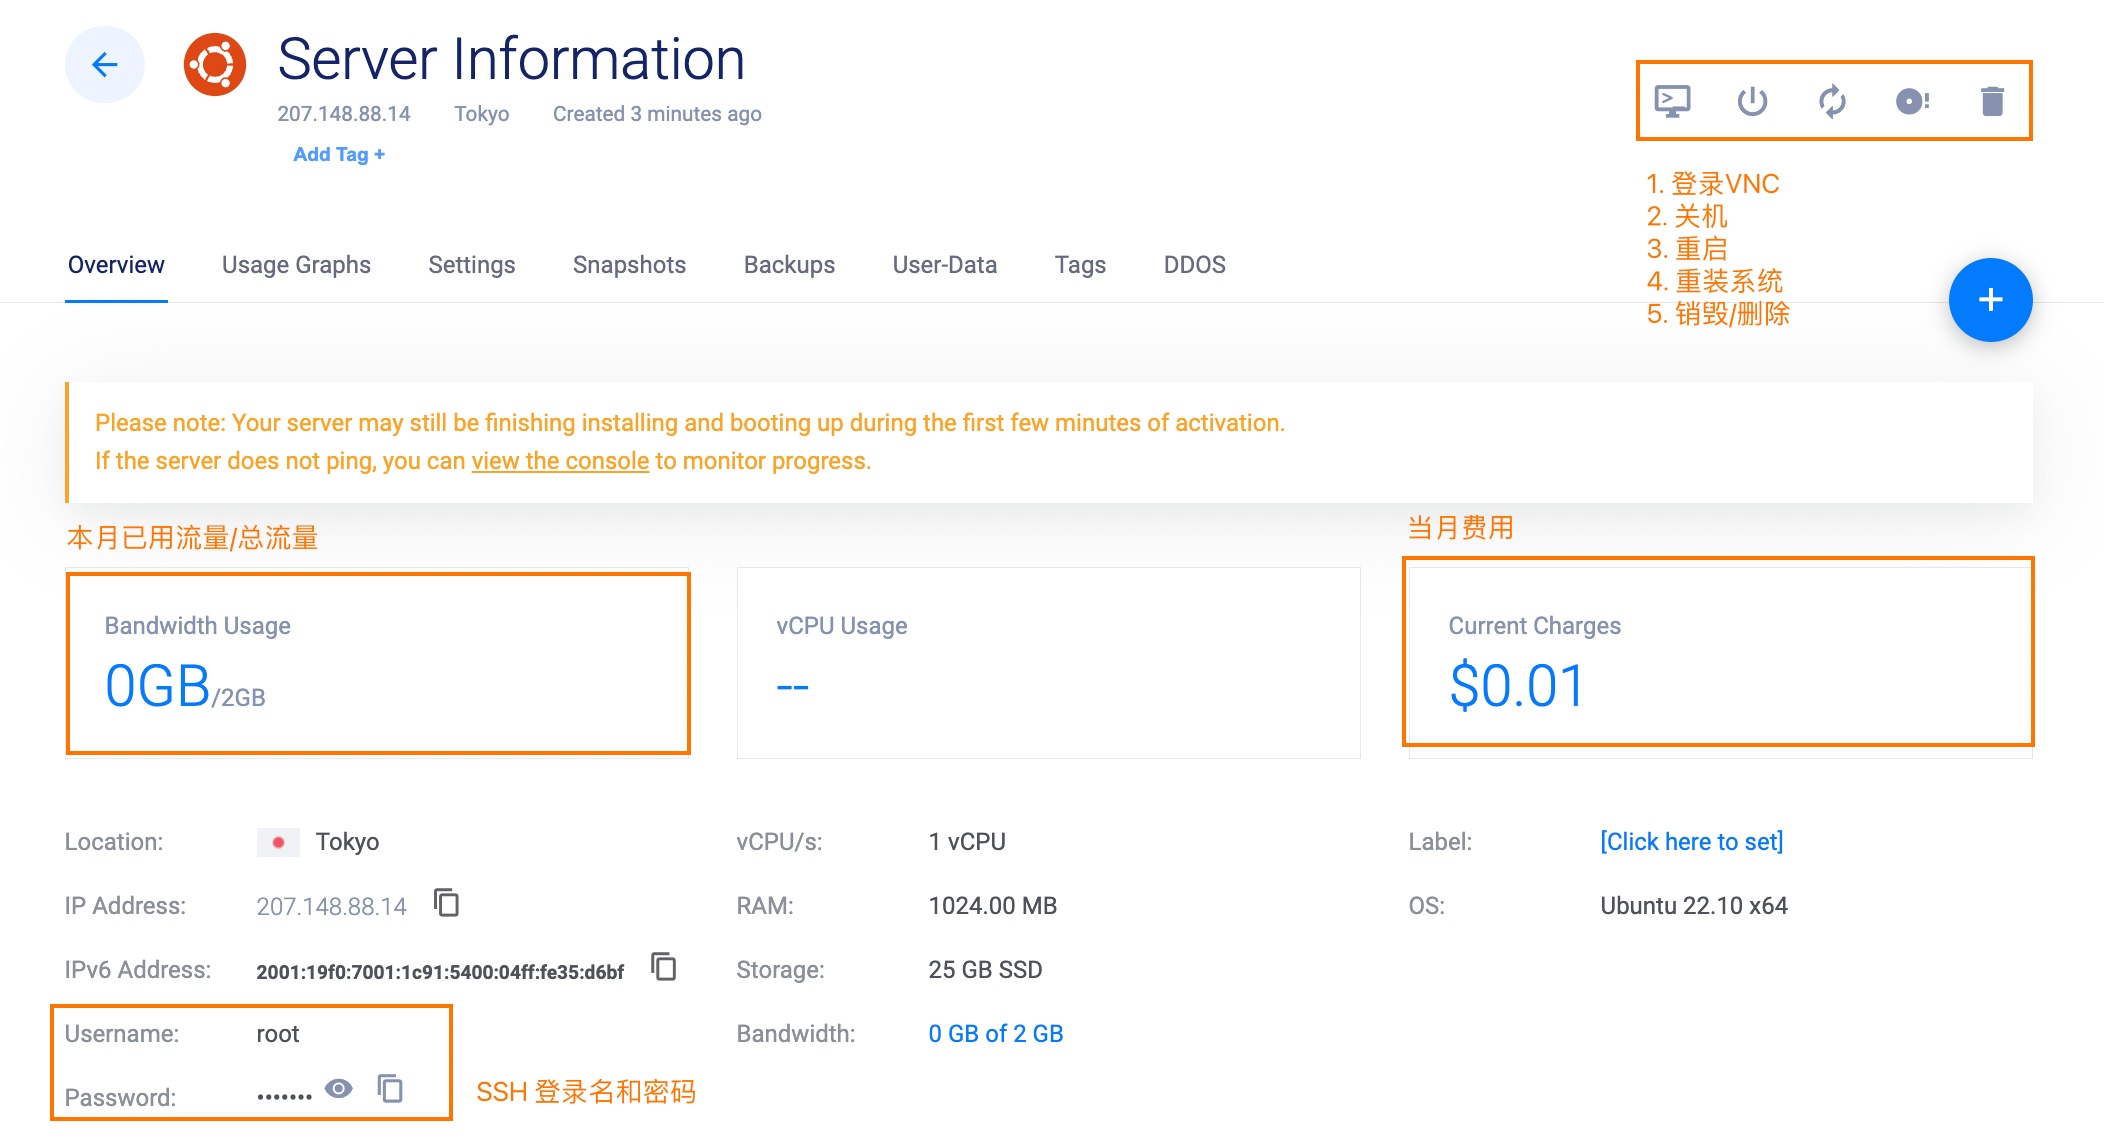 Server Information
207.148.88.14 Tokyo Created 3 minutes ago
Add Tag +
1. 登录VNC
2. 关机
3. 重启
4. 重装系统
5. 销毁/删除
Overview Usage Graphs Settings Snapshots Backups User-Data Tags DDOS
Please note: Your server may still be finishing installing and booting up during the first few minutes of activation.
If the server does not ping, you can view the console to monitor progress.
本月已用流量/总流量
当月费用
Bandwidth Usage
0GB/2GB
vCPU Usage
--
Current Charges
$0.01
Location: Tokyo
vCPU/s: 1 vCPU
Label: [Click here to set]
IP Address: 207.148.88.14
RAM: 1024.00 MB
OS: Ubuntu 22.10 x64
IPv6 Address: 2001:19f0:7001:1c91:5400:04ff:fe35:d6bf
Storage: 25 GB SSD
Username: root
Bandwidth: 0 GB of 2 GB
Password: •••••••
SSH 登录名和密码